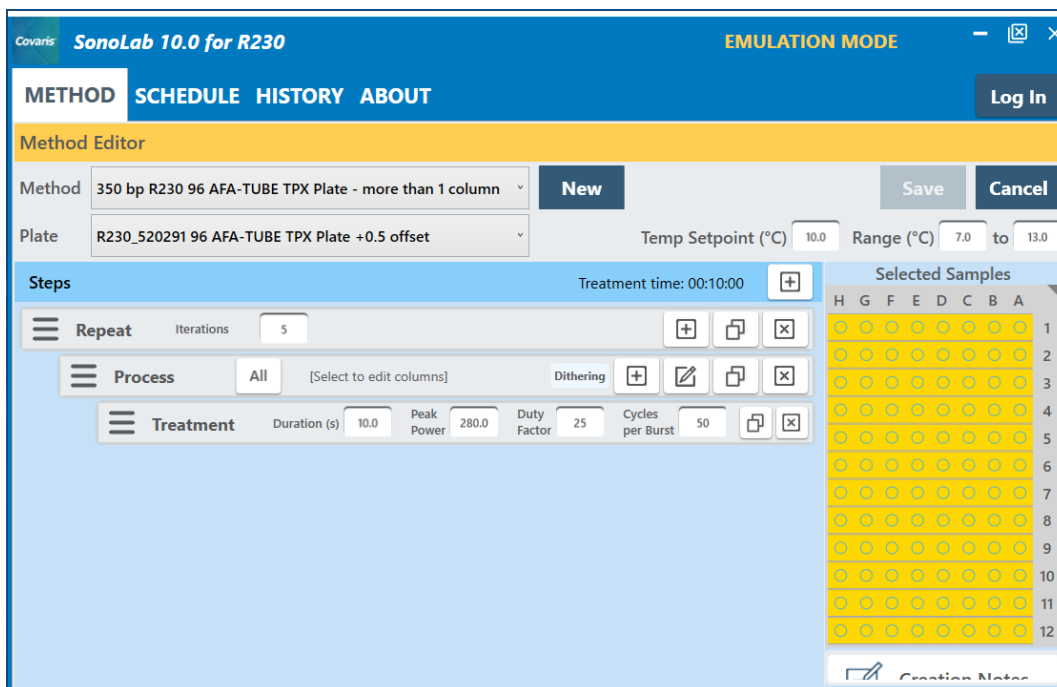 Covaris SonoLab 10.0 for R230 EMULATION MODE
METHOD SCHEDULE HISTORY ABOUT Log In
Method Editor
Method 350 bp R230 96 AFA-TUBE TPX Plate - more than 1 column New Save Cancel
Plate R230_520291 96 AFA-TUBE TPX Plate +0.5 offset Temp Setpoint (°C) 10.0 Range (°C) 7.0 to 13.0
Steps Treatment time: 00:10:00
Repeat Iterations 5
Process All [Select to edit columns] Dithering
Treatment Duration (s) 10.0 Peak Power 280.0 Duty Factor 25 Cycles per Burst 50
Selected Samples
H G F E D C B A
1
2
3
4
5
6
7
8
9
10
11
12
Creation Notes